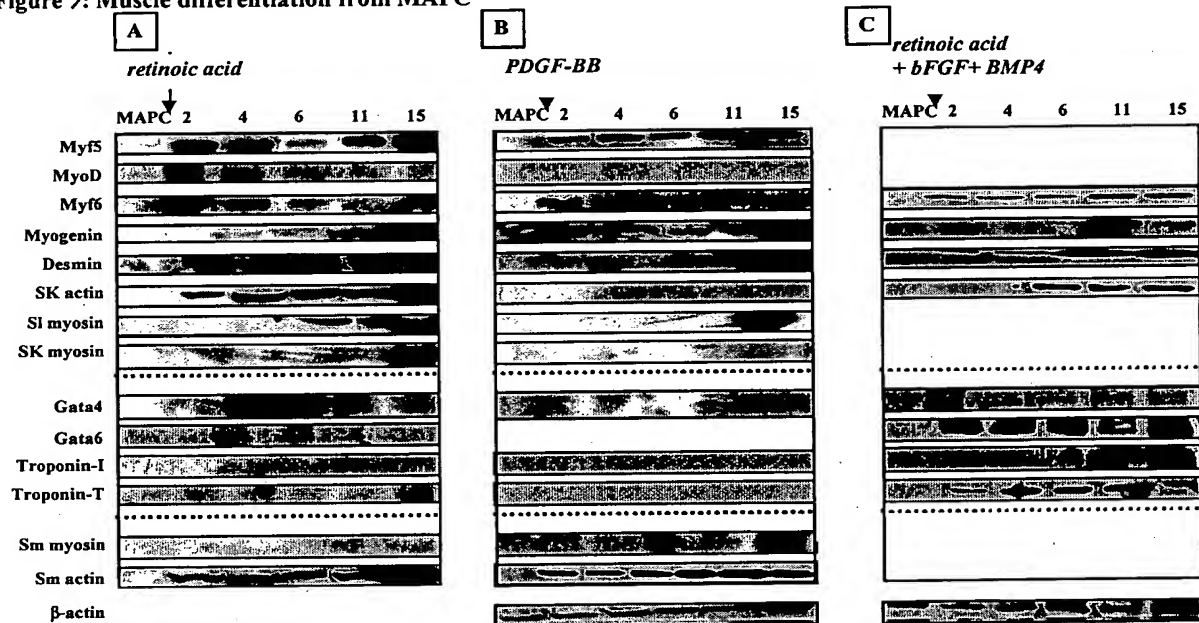 Figure 9: Muscle differentiation from MAPC
A
retinoic acid
MAPC 2 4 6 11 15
B
PDGF-BB
MAPC 2 4 6 11 15
C
retinoic acid
+ bFGF+ BMP4
MAPC 2 4 6 11 15
Myf5
MyoD
Myf6
Myogenin
Desmin
SK actin
Sl myosin
SK myosin
Gata4
Gata6
Troponin-I
Troponin-T
Sm myosin
Sm actin
β-actin